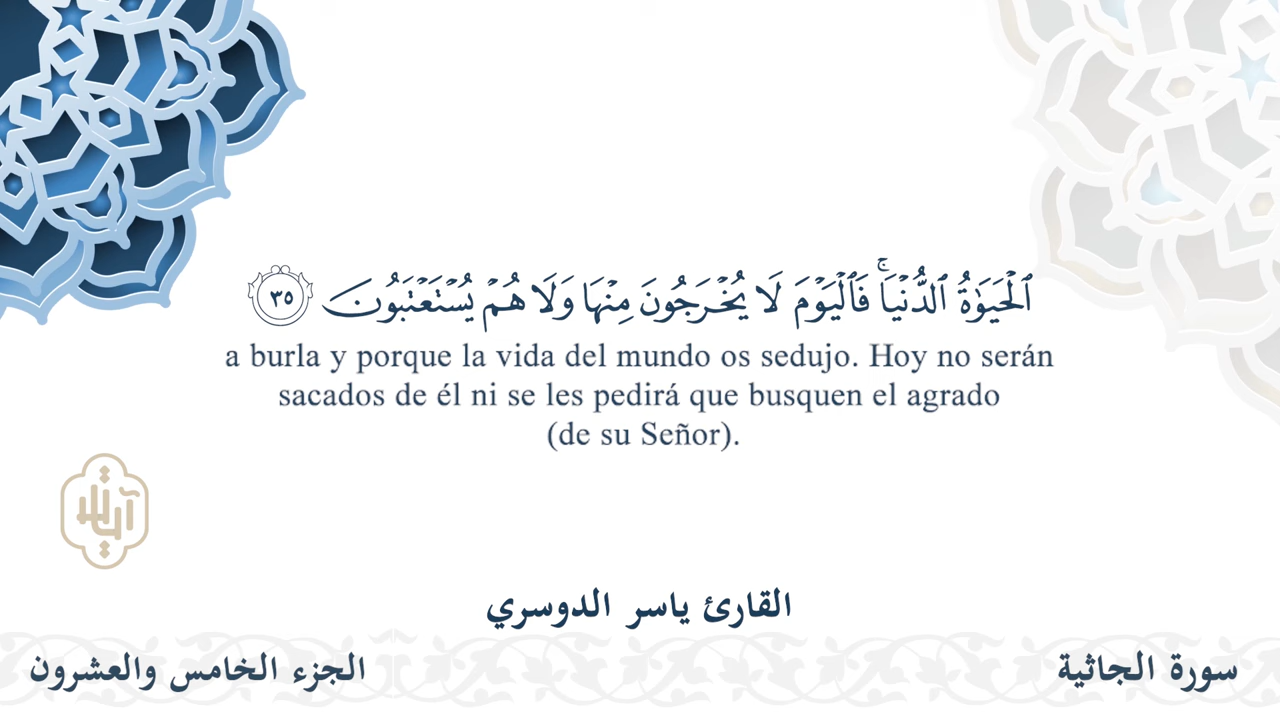 ٱلْحَيَوٰةُ ٱلدُّنْيَا ۚ فَٱلْيَوْمَ لَا يُخْرَجُونَ مِنْهَا وَلَا هُمْ يُسْتَعْتَبُونَ ٣٥
a burla y porque la vida del mundo os sedujo. Hoy no serán
sacados de él ni se les pedirá que busquen el agrado
(de su Señor).
آيات
القارئ ياسر الدوسري
سورة الجاثية
الجزء الخامس والعشرون